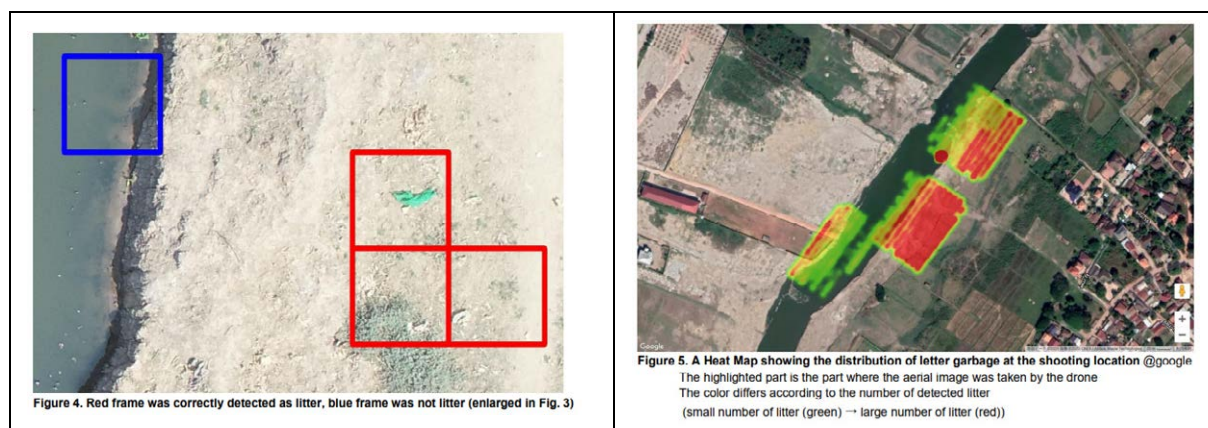 Figure 4. Red frame was correctly detected as litter, blue frame was not litter (enlarged in Fig. 3)
Google
Figure 5. A Heat Map showing the distribution of letter garbage at the shooting location @google
The highlighted part is the part where the aerial image was taken by the drone
The color differs according to the number of detected litter
(small number of litter (green) → large number of litter (red))